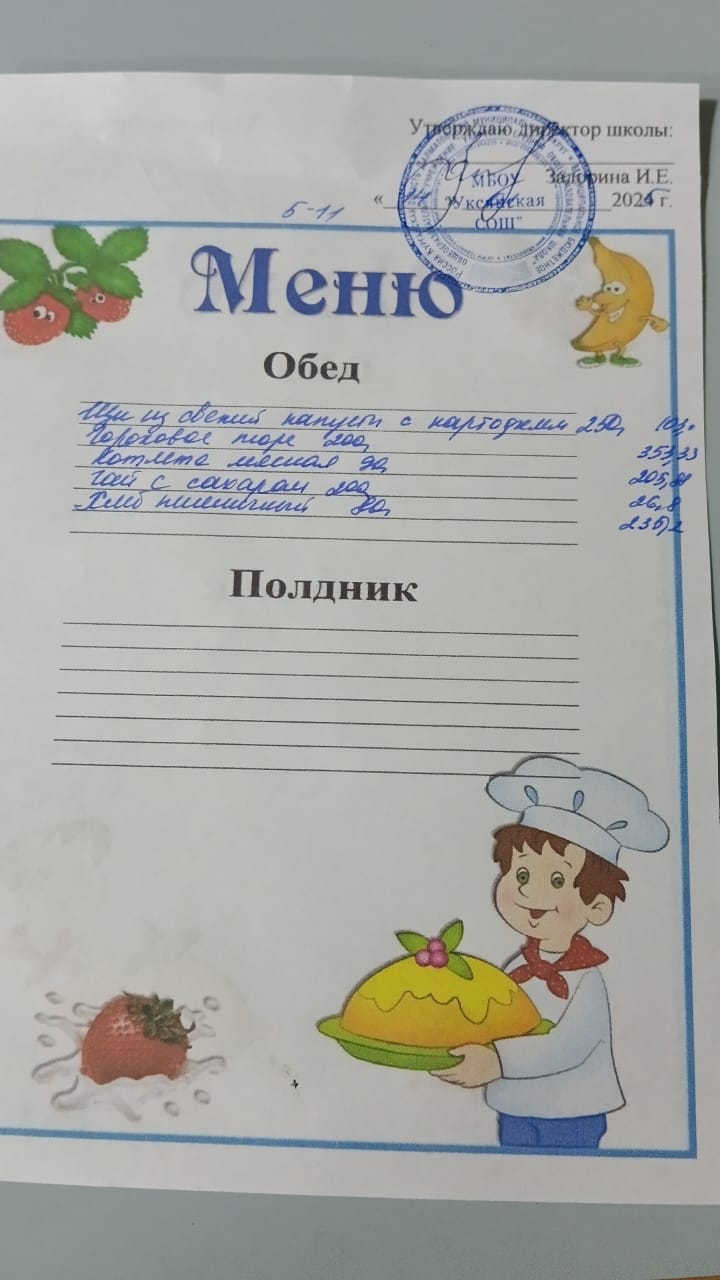 Утверждаю директор школы:
Задорина И.Е.
МБОУ
"Уксянская
СОШ"
« 2024 г.
5-11
Меню
Обед
Щи из свежей капусты с картофелем 250
Гороховое пюре 200 353,33
Котлета мясная 90 205,88
Чай с сахаром 200 26,8
Хлеб пшеничный 80 235,2
Полдник